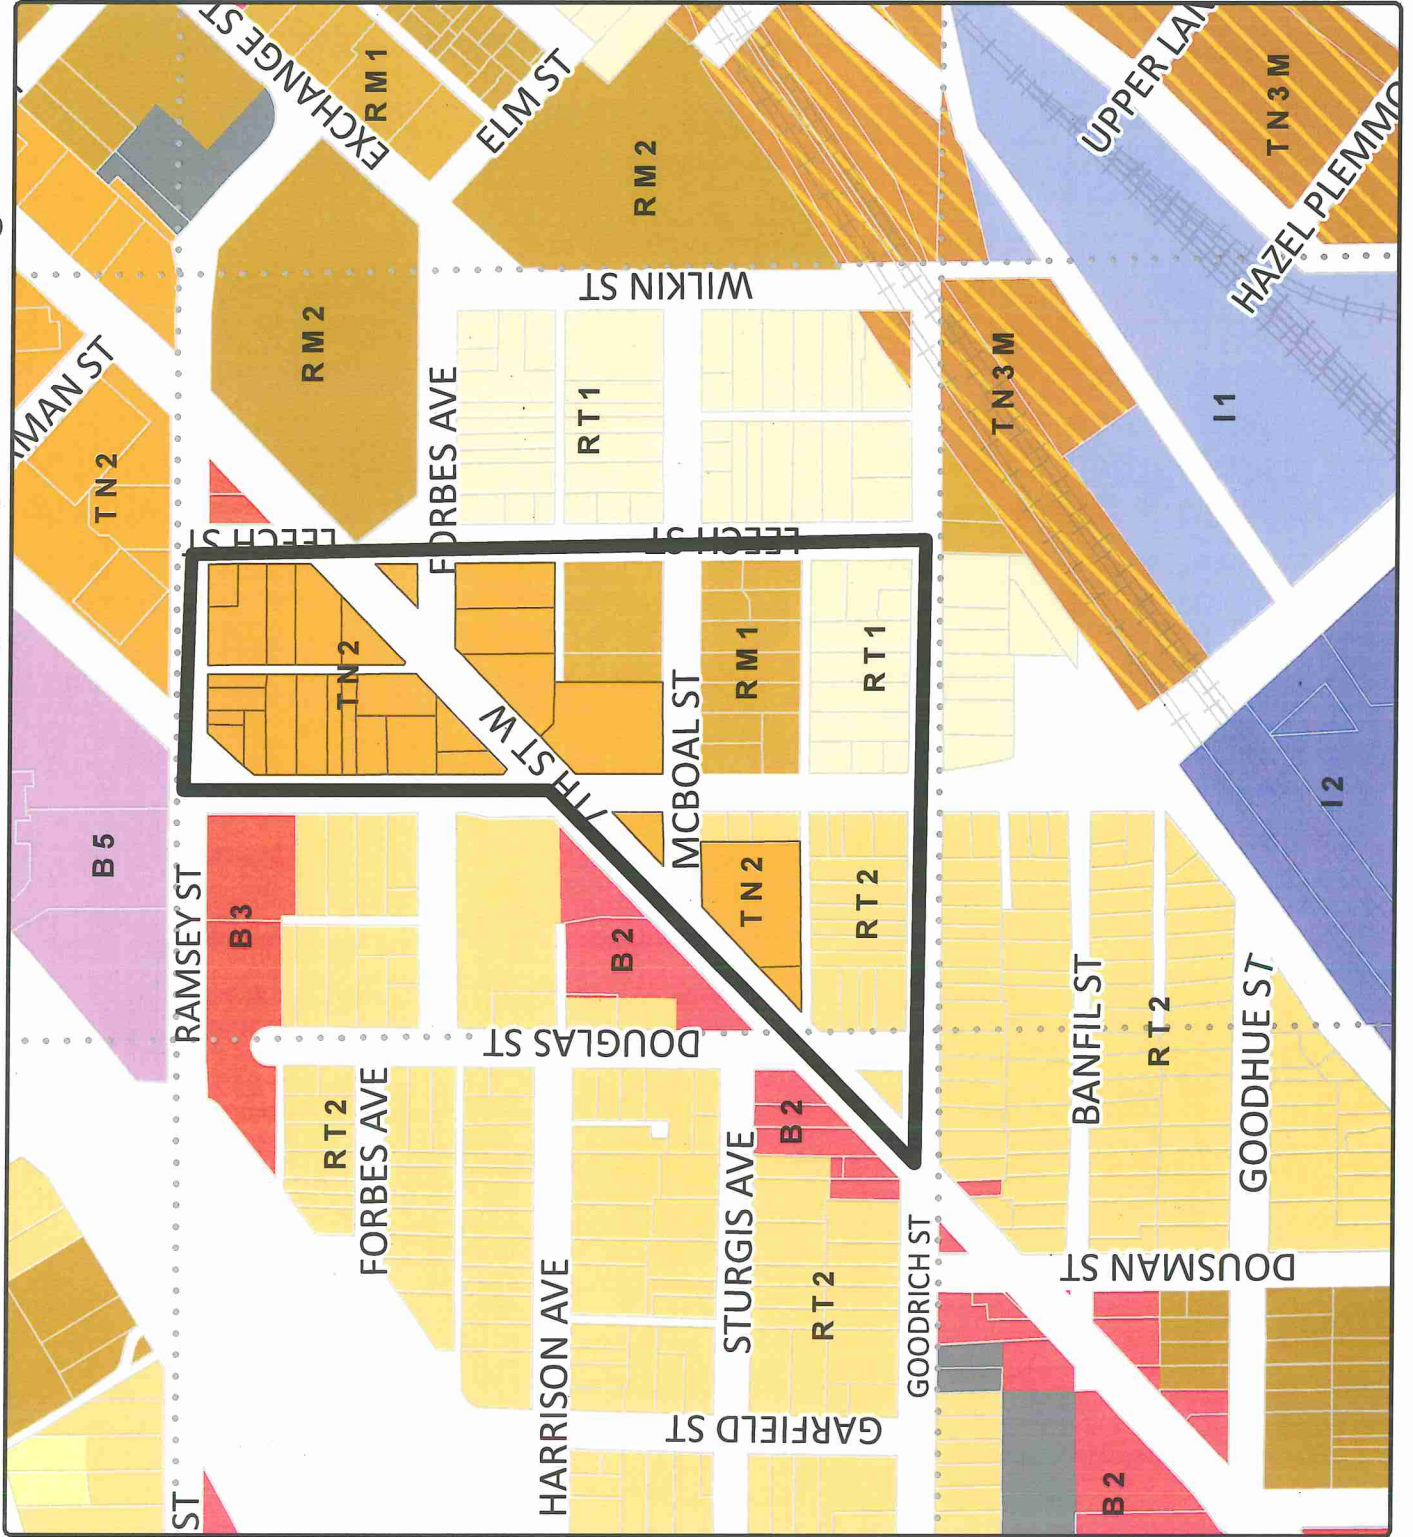 EXCHANGE ST
RM1
ELM ST
UPPER LAN
TN3M
RM2
HAZEL PLEMMO
WILKIN ST
RM2
MAN ST
TN2
FORBES AVE
RT1
TN3M
I1
LEECH ST
LEECH ST
TN2
RM1
RT1
7TH ST W
MCBOAL ST
I2
B5
RAMSEY ST
B3
B2
TN2
RT2
DOUGLAS ST
BANFIL ST
RT2
GOODHUE ST
RT2
FORBES AVE
B2
STURGIS AVE
HARRISON AVE
RT2
GOODRICH ST
DOUSMAN ST
GARFIELD ST
ST
B2